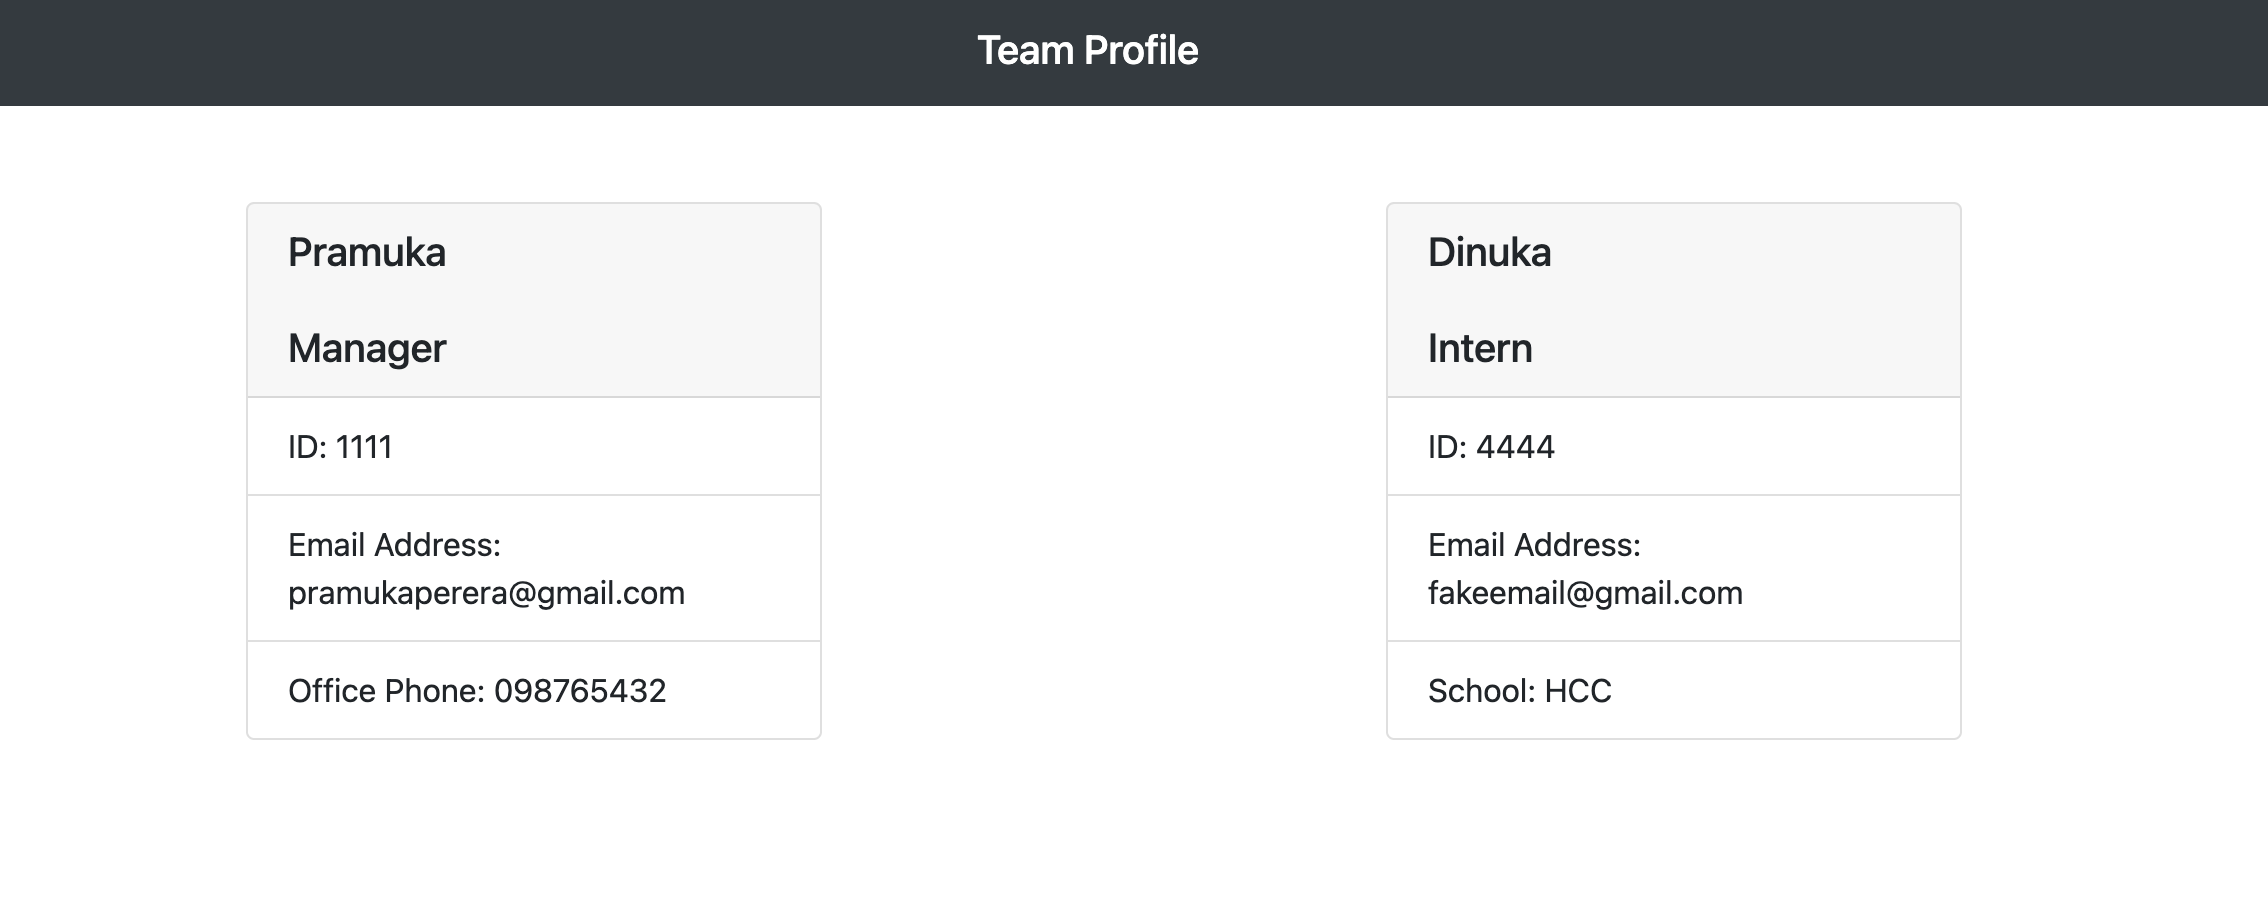 Team Profile
Pramuka
Manager
ID: 1111
Email Address:
pramukaperera@gmail.com
Office Phone: 098765432
Dinuka
Intern
ID: 4444
Email Address:
fakeemail@gmail.com
School: HCC